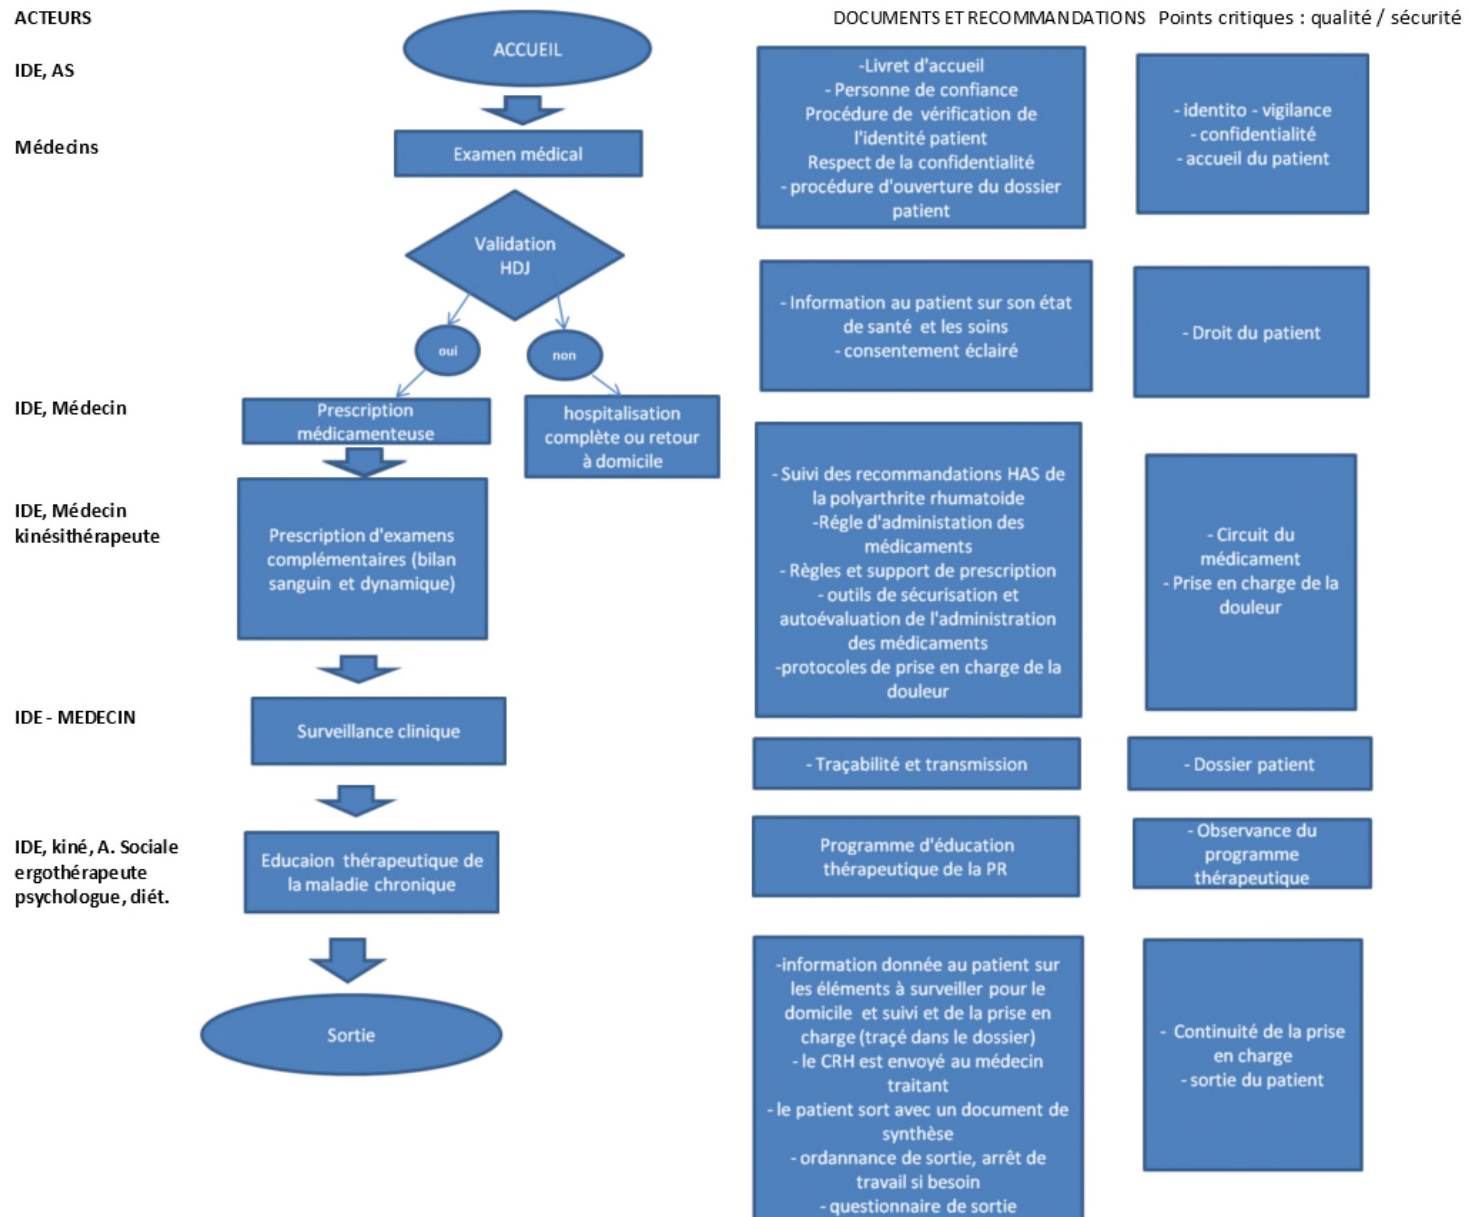 ACTEURS
DOCUMENTS ET RECOMMANDATIONS
Points critiques : qualité / sécurité
ACCUEIL
IDE, AS
-Livret d'accueil
- Personne de confiance
Procédure de vérification de
l'identité patient
Respect de la confidentialité
- procédure d'ouverture du dossier
patient
- identito - vigilance
- confidentialité
- accueil du patient
Médecins
Examen médical
Validation
HDJ
oui
non
- Information au patient sur son état
de santé et les soins
- consentement éclairé
- Droit du patient
IDE, Médecin
Prescription
médicamenteuse
hospitalisation
complète ou retour
à domicile
IDE, Médecin
kinésithérapeute
Prescription d'examens
complémentaires (bilan
sanguin et dynamique)
- Suivi des recommandations HAS de
la polyarthrite rhumatoide
-Régle d'administation des
médicaments
- Règles et support de prescription
- outils de sécurisation et
autoévaluation de l'administration
des médicaments
-protocoles de prise en charge de la
douleur
- Circuit du
médicament
- Prise en charge de la
douleur
IDE - MEDECIN
Surveillance clinique
- Traçabilité et transmission
- Dossier patient
IDE, kiné, A. Sociale
ergothérapeute
psychologue, diét.
Educaion thérapeutique de
la maladie chronique
Programme d'éducation
thérapeutique de la PR
- Observance du
programme
thérapeutique
Sortie
-information donnée au patient sur
les éléments à surveiller pour le
domicile et suivi et de la prise en
charge (traçé dans le dossier)
- le CRH est envoyé au médecin
traitant
- le patient sort avec un document de
synthèse
- ordannance de sortie, arrêt de
travail si besoin
- questionnaire de sortie
- Continuité de la prise
en charge
- sortie du patient